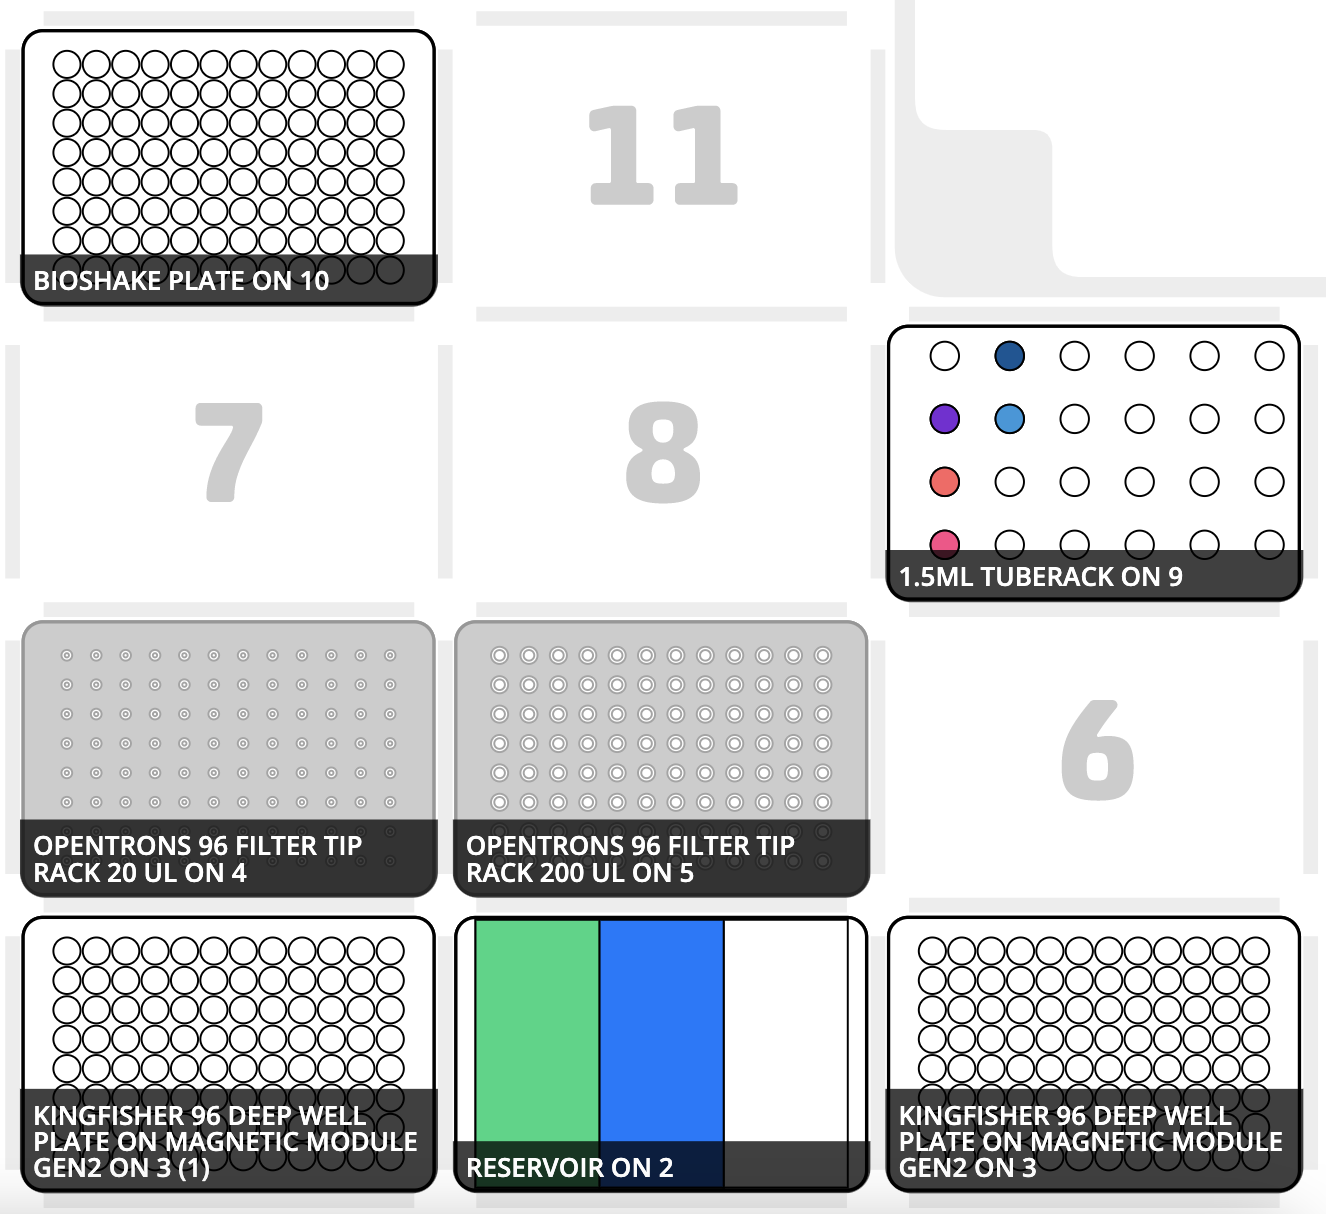 BIOSHAKE PLATE ON 10
11
7
8
1.5ML TUBERACK ON 9
OPENTRONS 96 FILTER TIP
RACK 20 UL ON 4
OPENTRONS 96 FILTER TIP
RACK 200 UL ON 5
6
KINGFISHER 96 DEEP WELL
PLATE ON MAGNETIC MODULE
GEN2 ON 3 (1)
RESERVOIR ON 2
KINGFISHER 96 DEEP WELL
PLATE ON MAGNETIC MODULE
GEN2 ON 3